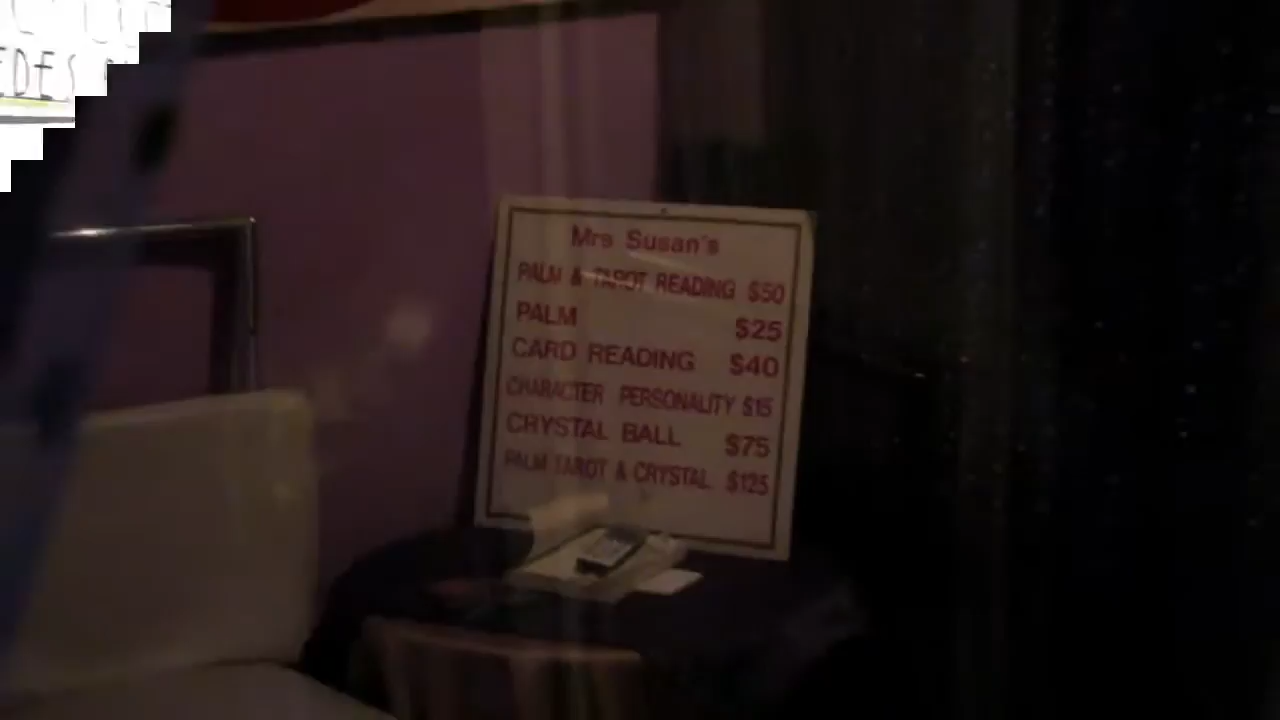 Mrs Susan's
PALM & TAROT READING $50
PALM $25
CARD READING $40
CHARACTER PERSONALITY $15
CRYSTAL BALL $75
PALM TAROT & CRYSTAL $125